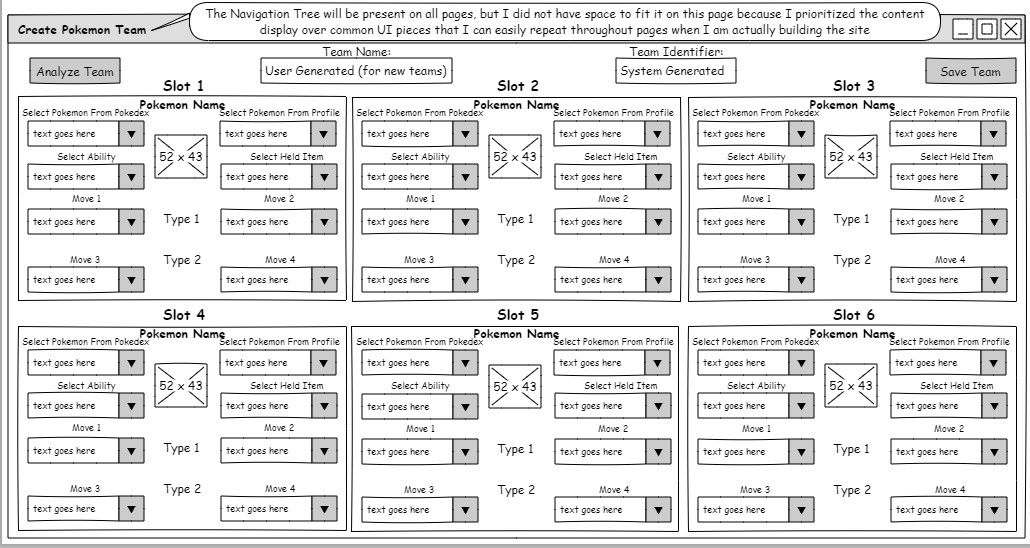 The Navigation Tree will be present on all pages, but I did not have space to fit it on this page because I prioritized the content
display over common UI pieces that I can easily repeat throughout pages when I am actually building the site
Create Pokemon Team
Team Name:
Team Identifier:
Analyze Team
User Generated (for new teams)
System Generated
Save Team
Slot 1
Slot 2
Slot 3
Pokemon Name
Select Pokemon From Pokedex
Select Pokemon From Profile
text goes here
text goes here
52 x 43
Select Ability
Select Held Item
text goes here
text goes here
Move 1
Move 2
text goes here
Type 1
text goes here
Move 3
Type 2
Move 4
text goes here
text goes here
Pokemon Name
Select Pokemon From Pokedex
Select Pokemon From Profile
text goes here
text goes here
52 x 43
Select Ability
Select Held Item
text goes here
text goes here
Move 1
Move 2
text goes here
Type 1
text goes here
Move 3
Type 2
Move 4
text goes here
text goes here
Pokemon Name
Select Pokemon From Pokedex
Select Pokemon From Profile
text goes here
text goes here
52 x 43
Select Ability
Select Held Item
text goes here
text goes here
Move 1
Move 2
text goes here
Type 1
text goes here
Move 3
Type 2
Move 4
text goes here
text goes here
Slot 4
Slot 5
Slot 6
Pokemon Name
Select Pokemon From Pokedex
Select Pokemon From Profile
text goes here
text goes here
52 x 43
Select Ability
Select Held Item
text goes here
text goes here
Move 1
Move 2
text goes here
Type 1
text goes here
Move 3
Type 2
Move 4
text goes here
text goes here
Pokemon Name
Select Pokemon From Pokedex
Select Pokemon From Profile
text goes here
text goes here
52 x 43
Select Ability
Select Held Item
text goes here
text goes here
Move 1
Move 2
text goes here
Type 1
text goes here
Move 3
Type 2
Move 4
text goes here
text goes here
Pokemon Name
Select Pokemon From Pokedex
Select Pokemon From Profile
text goes here
text goes here
52 x 43
Select Ability
Select Held Item
text goes here
text goes here
Move 1
Move 2
text goes here
Type 1
text goes here
Move 3
Type 2
Move 4
text goes here
text goes here